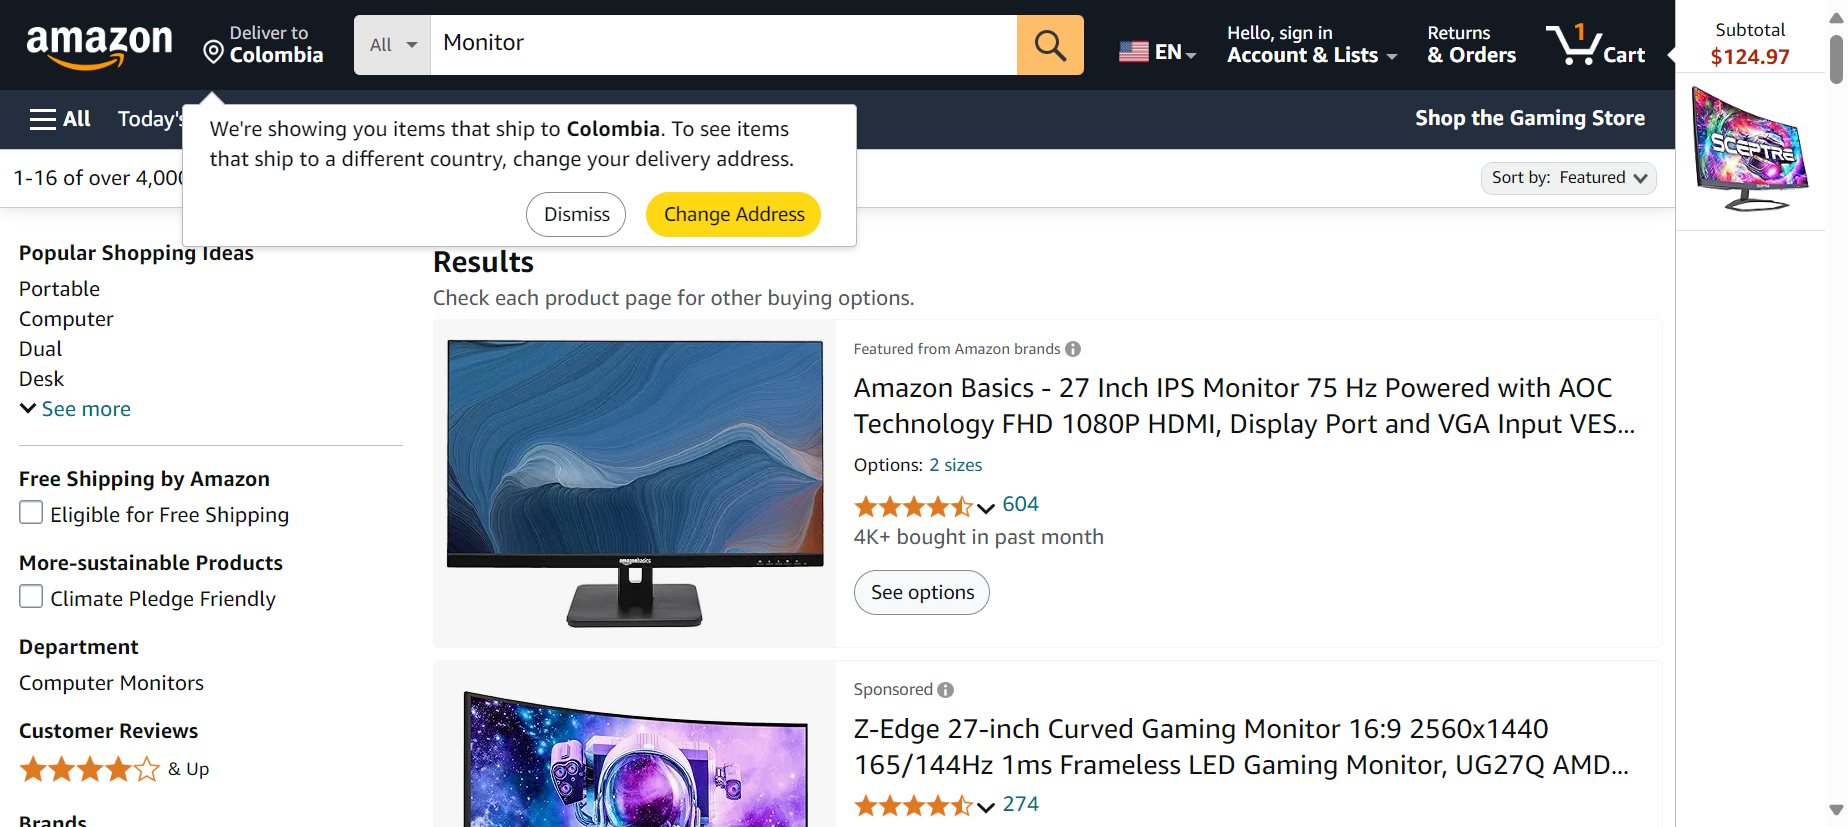 amazon
Deliver to
Colombia
All
Monitor
EN
Hello, sign in
Account & Lists
Returns
& Orders
1
Cart
Subtotal
$124.97
All
Today's
Shop the Gaming Store
We're showing you items that ship to Colombia. To see items
that ship to a different country, change your delivery address.
Dismiss
Change Address
1-16 of over 4,000
Sort by: Featured
SCEPTRE
Popular Shopping Ideas
Portable
Computer
Dual
Desk
See more
Free Shipping by Amazon
Eligible for Free Shipping
More-sustainable Products
Climate Pledge Friendly
Department
Computer Monitors
Customer Reviews
& Up
Brands
Results
Check each product page for other buying options.
amazonbasics
Featured from Amazon brands
Amazon Basics - 27 Inch IPS Monitor 75 Hz Powered with AOC
Technology FHD 1080P HDMI, Display Port and VGA Input VES...
Options: 2 sizes
604
4K+ bought in past month
See options
Sponsored
Z-Edge 27-inch Curved Gaming Monitor 16:9 2560x1440
165/144Hz 1ms Frameless LED Gaming Monitor, UG27Q AMD...
274